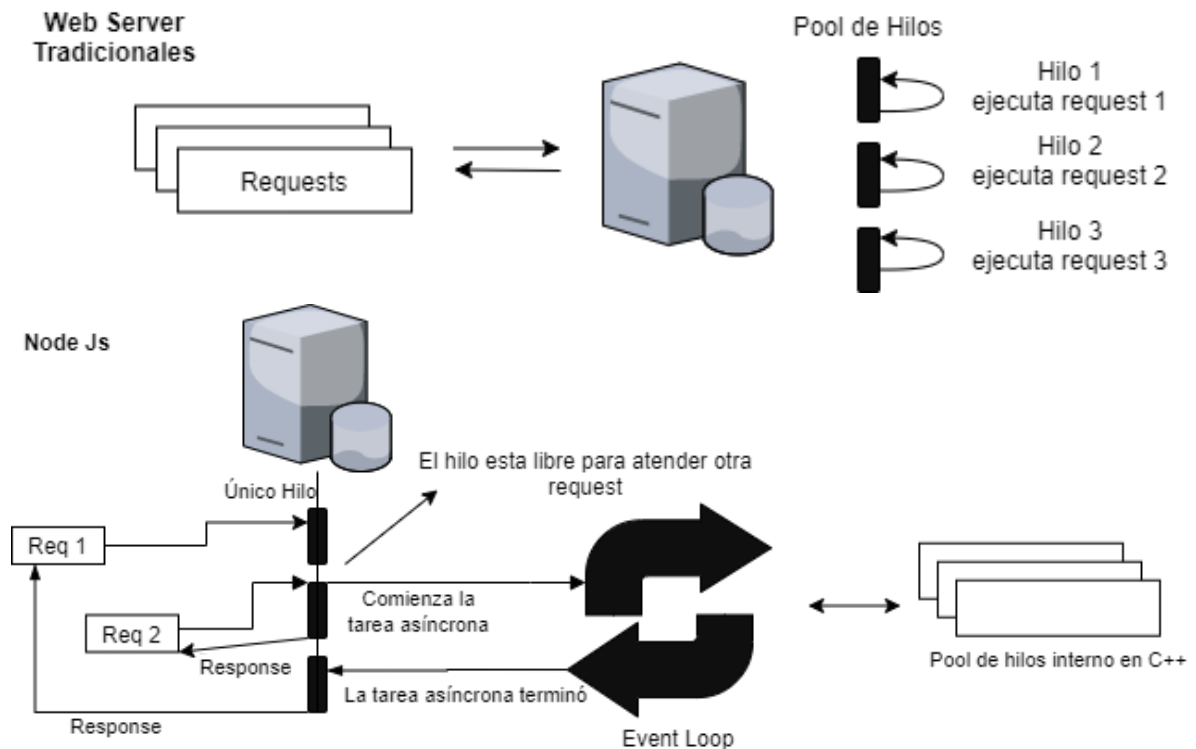 Web Server
Tradicionales
Pool de Hilos
Requests
Hilo 1
ejecuta request 1
Hilo 2
ejecuta request 2
Hilo 3
ejecuta request 3
Node Js
El hilo esta libre para atender otra
request
Único Hilo
Req 1
Comienza la
tarea asíncrona
Req 2
Response
La tarea asíncrona terminó
Pool de hilos interno en C++
Response
Event Loop